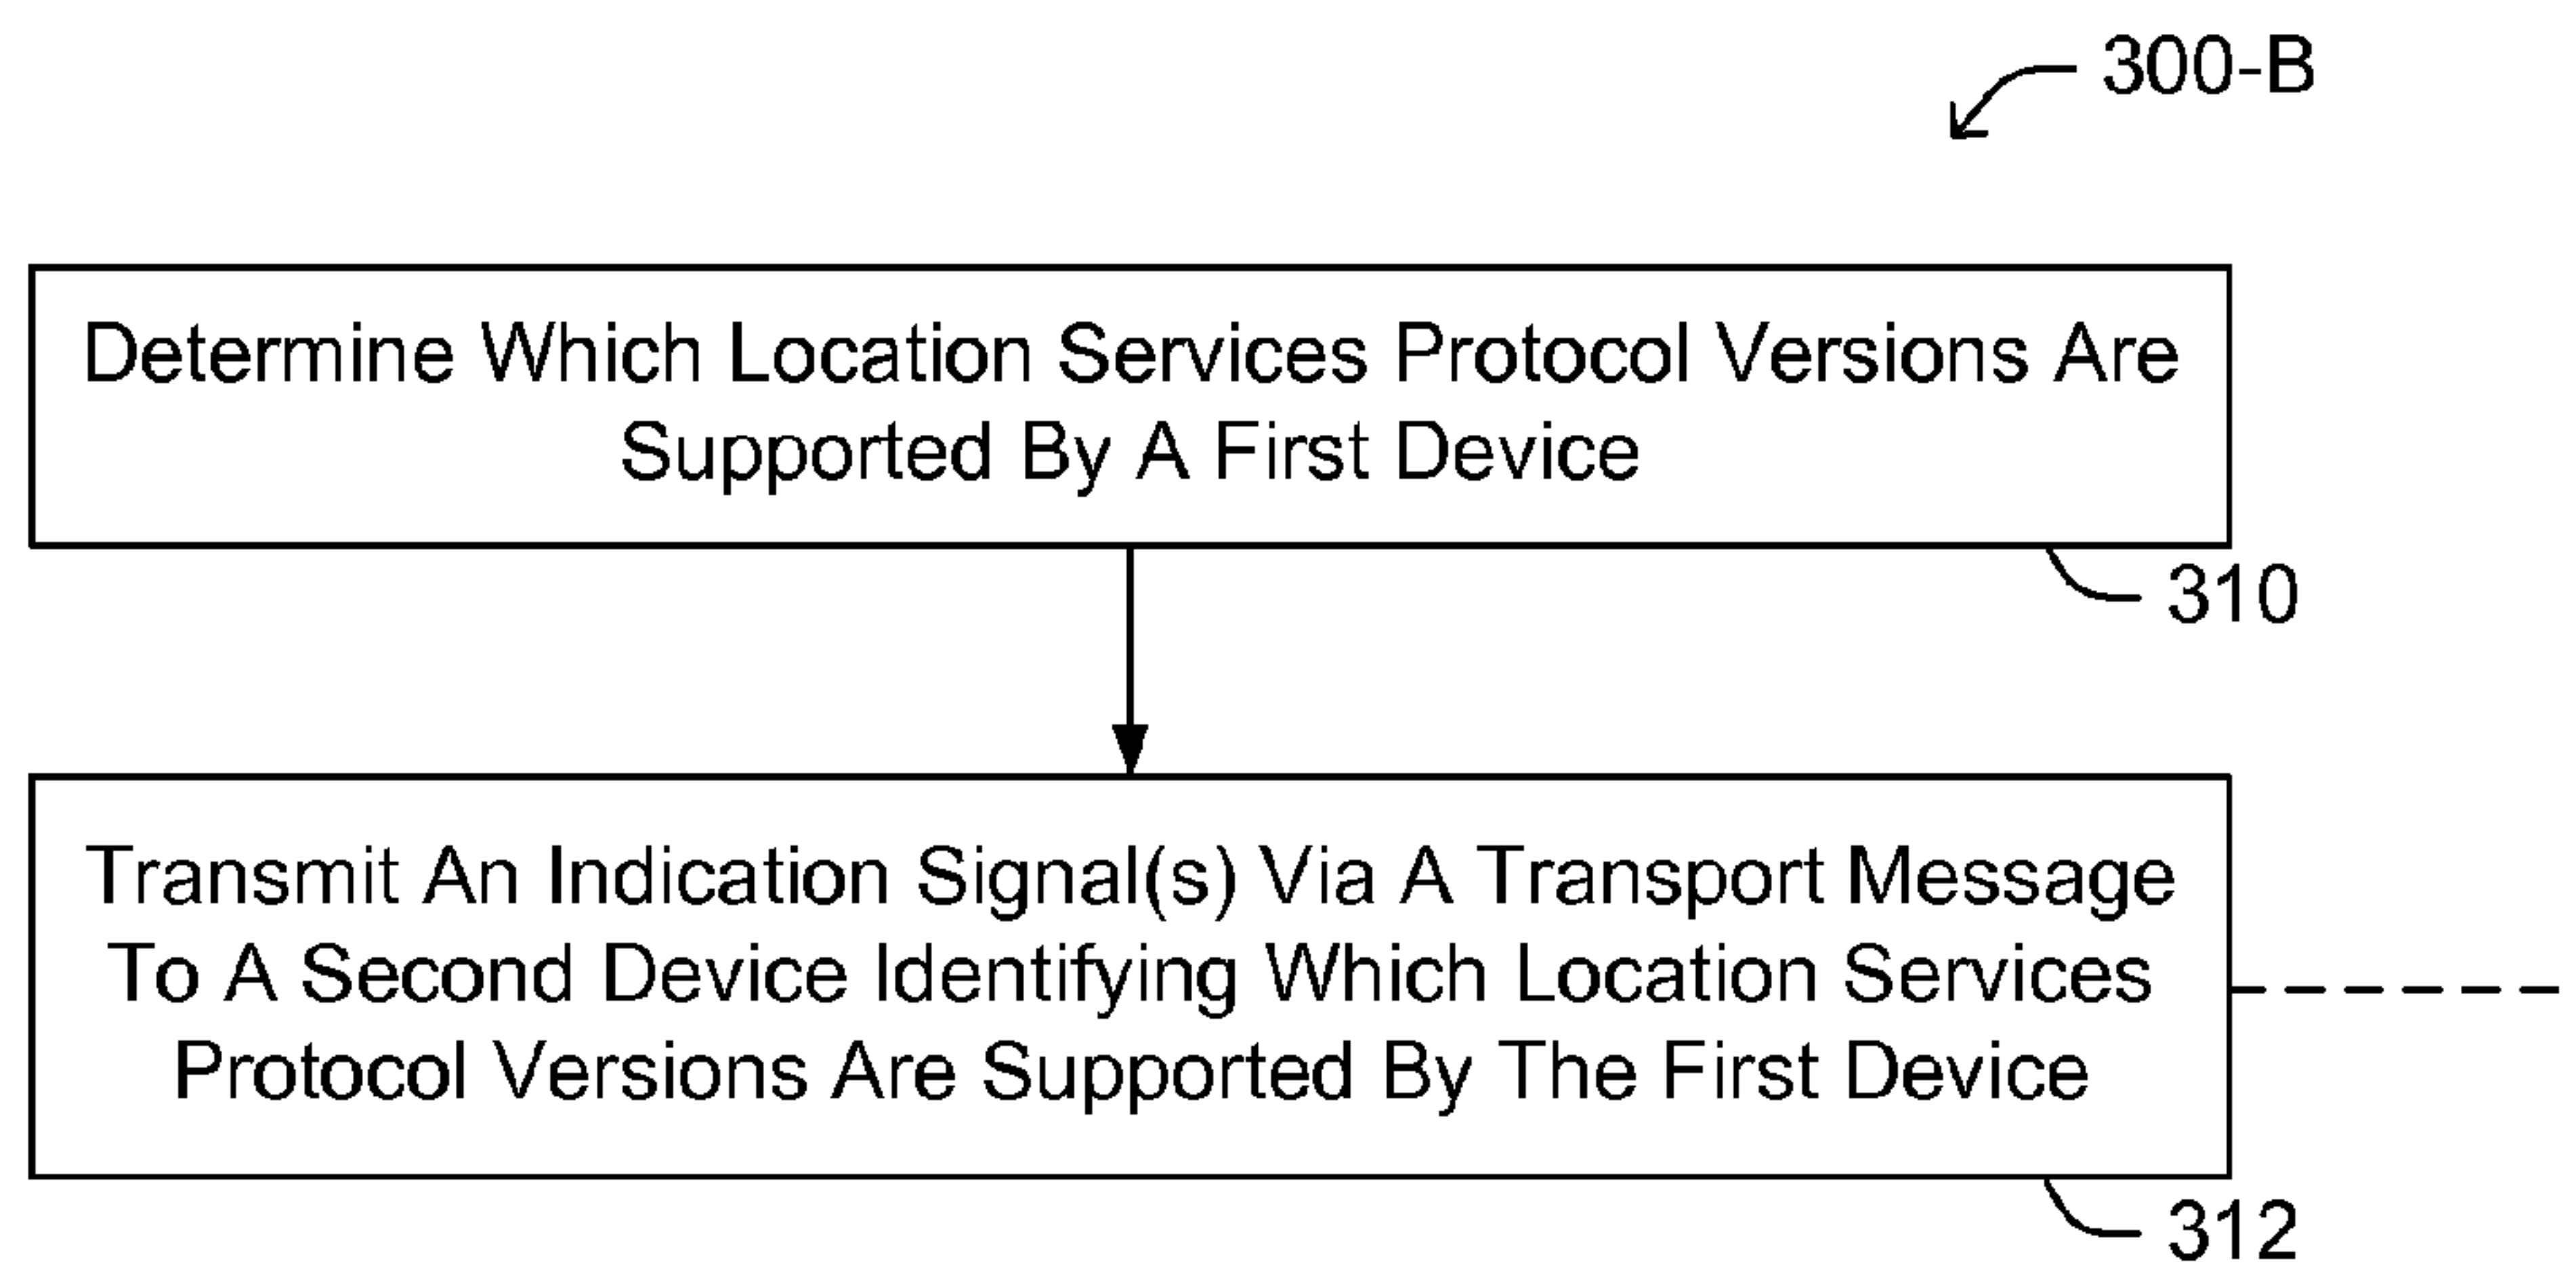 300-B
Determine Which Location Services Protocol Versions Are
Supported By A First Device
310
Transmit An Indication Signal(s) Via A Transport Message
To A Second Device Identifying Which Location Services
Protocol Versions Are Supported By The First Device
312